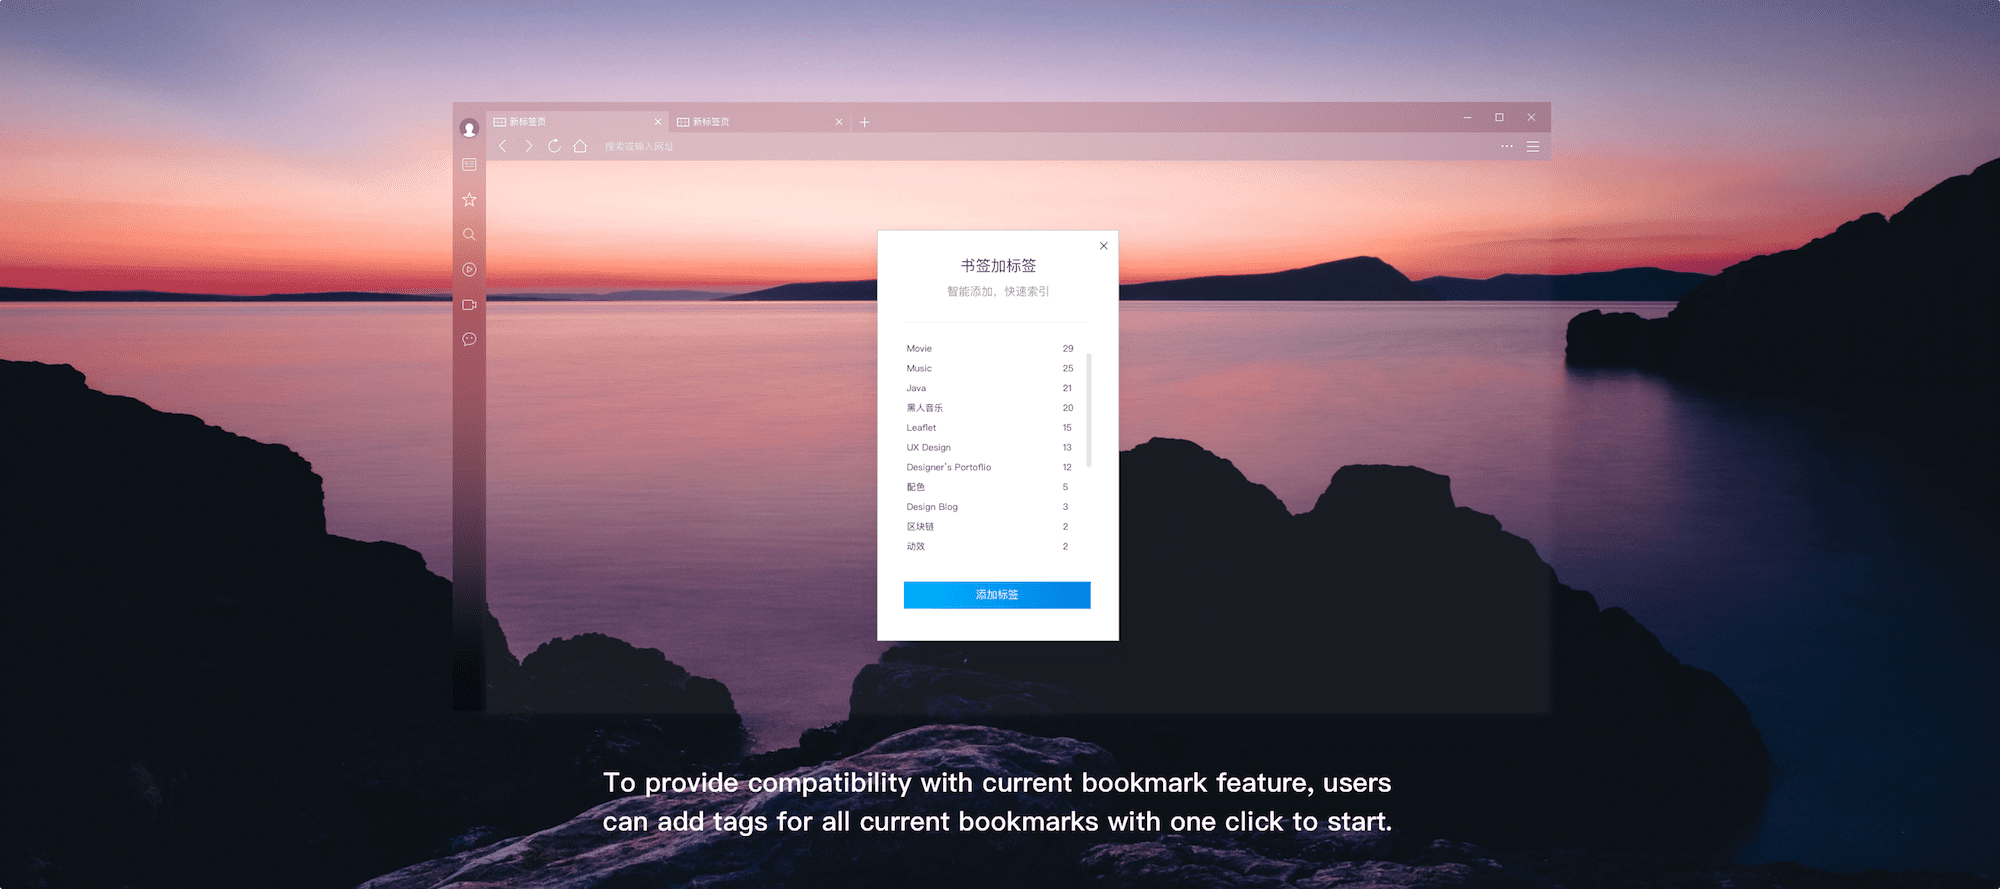 新标签页
新标签页
搜索或输入网址
书签加标签
智能添加，快速索引
Movie 29
Music 25
Java 21
黑人音乐 20
Leaflet 15
UX Design 13
Designer's Portoflio 12
配色 5
Design Blog 3
区块链 2
动效 2
添加标签
To provide compatibility with current bookmark feature, users
can add tags for all current bookmarks with one click to start.